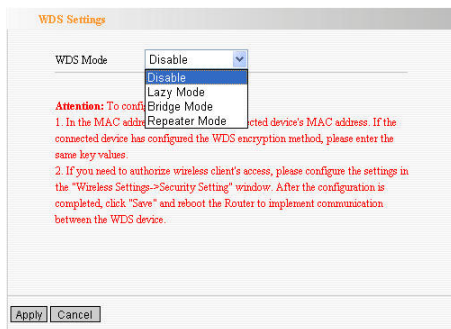 WDS Settings
WDS Mode Disable
Disable
Lazy Mode
Bridge Mode
Repeater Mode
Attention: To confi
1. In the MAC addre cted device's MAC address. If the
connected device has configured the WDS encryption method, please enter the
same key values.
2. If you need to authorize wireless client's access, please configure the settings in
the "Wireless Settings->Security Setting" window. After the configuration is
completed, click "Save" and reboot the Router to implement communication
between the WDS device.
Apply Cancel